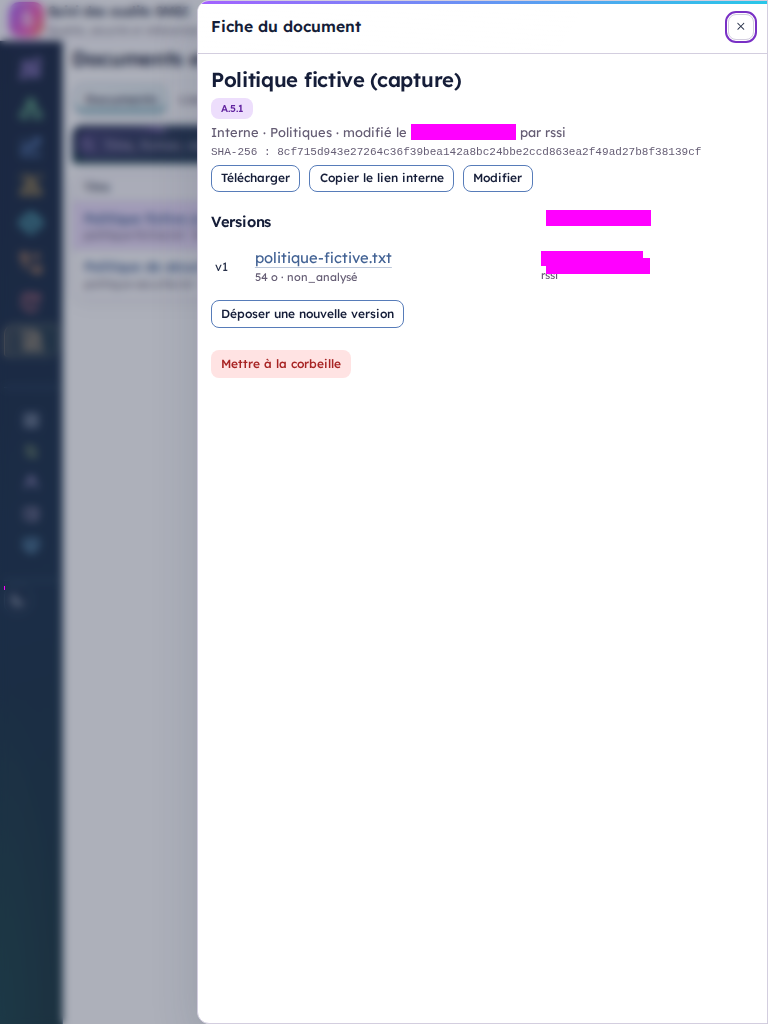 Fiche du document
×
Politique fictive (capture)
A.5.1
Interne · Politiques · modifié le par rssi
SHA-256 : 8cf715d943e27264c36f39bea142a8bc24bbe2ccd863ea2f49ad27b8f38139cf
Télécharger Copier le lien interne Modifier
Versions
v1 politique-fictive.txt
54 o · non_analysé rssi
Déposer une nouvelle version
Mettre à la corbeille